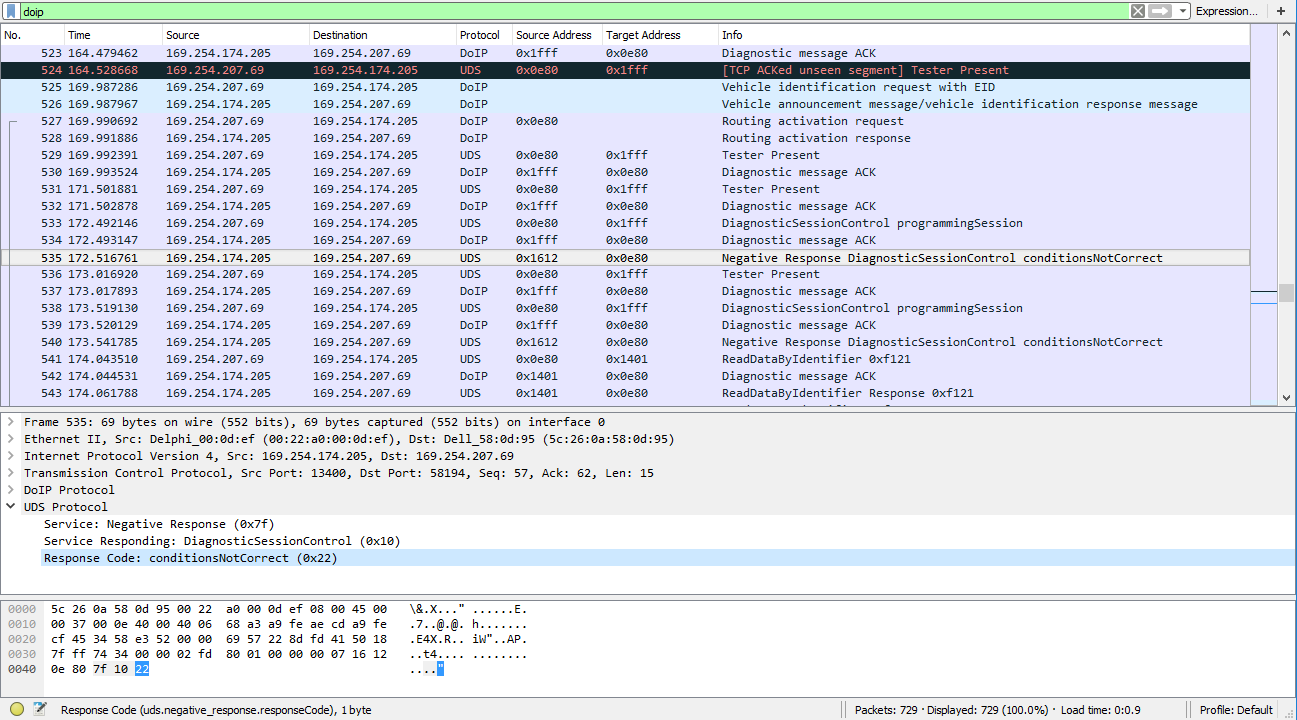 doip Expression... +
No. Time Source Destination Protocol Source Address Target Address Info
523 164.479462 169.254.174.205 169.254.207.69 DoIP 0x1fff 0x0e80 Diagnostic message ACK
524 164.528668 169.254.207.69 169.254.174.205 UDS 0x0e80 0x1fff [TCP ACKed unseen segment] Tester Present
525 169.987286 169.254.207.69 169.254.174.205 DoIP Vehicle identification request with EID
526 169.987967 169.254.174.205 169.254.207.69 DoIP Vehicle announcement message/vehicle identification response message
527 169.990692 169.254.207.69 169.254.174.205 DoIP 0x0e80 Routing activation request
528 169.991886 169.254.174.205 169.254.207.69 DoIP Routing activation response
529 169.992391 169.254.207.69 169.254.174.205 UDS 0x0e80 0x1fff Tester Present
530 169.993524 169.254.174.205 169.254.207.69 DoIP 0x1fff 0x0e80 Diagnostic message ACK
531 171.501881 169.254.207.69 169.254.174.205 UDS 0x0e80 0x1fff Tester Present
532 171.502878 169.254.174.205 169.254.207.69 DoIP 0x1fff 0x0e80 Diagnostic message ACK
533 172.492146 169.254.207.69 169.254.174.205 UDS 0x0e80 0x1fff DiagnosticSessionControl programmingSession
534 172.493147 169.254.174.205 169.254.207.69 DoIP 0x1fff 0x0e80 Diagnostic message ACK
535 172.516761 169.254.174.205 169.254.207.69 UDS 0x1612 0x0e80 Negative Response DiagnosticSessionControl conditionsNotCorrect
536 173.016920 169.254.207.69 169.254.174.205 UDS 0x0e80 0x1fff Tester Present
537 173.017893 169.254.174.205 169.254.207.69 DoIP 0x1fff 0x0e80 Diagnostic message ACK
538 173.519130 169.254.207.69 169.254.174.205 UDS 0x0e80 0x1fff DiagnosticSessionControl programmingSession
539 173.520129 169.254.174.205 169.254.207.69 DoIP 0x1fff 0x0e80 Diagnostic message ACK
540 173.541785 169.254.174.205 169.254.207.69 UDS 0x1612 0x0e80 Negative Response DiagnosticSessionControl conditionsNotCorrect
541 174.043510 169.254.207.69 169.254.174.205 UDS 0x0e80 0x1401 ReadDataByIdentifier 0xf121
542 174.044531 169.254.174.205 169.254.207.69 DoIP 0x1401 0x0e80 Diagnostic message ACK
543 174.061788 169.254.174.205 169.254.207.69 UDS 0x1401 0x0e80 ReadDataByIdentifier Response 0xf121
Frame 535: 69 bytes on wire (552 bits), 69 bytes captured (552 bits) on interface 0
Ethernet II, Src: Delphi_00:0d:ef (00:22:a0:00:0d:ef), Dst: Dell_58:0d:95 (5c:26:0a:58:0d:95)
Internet Protocol Version 4, Src: 169.254.174.205, Dst: 169.254.207.69
Transmission Control Protocol, Src Port: 13400, Dst Port: 58194, Seq: 57, Ack: 62, Len: 15
DoIP Protocol
UDS Protocol
Service: Negative Response (0x7f)
Service Responding: DiagnosticSessionControl (0x10)
Response Code: conditionsNotCorrect (0x22)
0000 5c 26 0a 58 0d 95 00 22 a0 00 0d ef 08 00 45 00 \&.X..." ......E.
0010 00 37 00 0e 40 00 40 06 68 a3 a9 fe ae cd a9 fe .7..@.@. h.......
0020 cf 45 34 58 e3 52 00 00 69 57 22 8d fd 41 50 18 .E4X.R.. iW"..AP.
0030 7f ff 74 34 00 00 02 fd 80 01 00 00 00 07 16 12 ..t4.... ........
0040 0e 80 7f 10 22 ...."
Response Code (uds.negative_response.responseCode), 1 byte Packets: 729 · Displayed: 729 (100.0%) · Load time: 0:0.9 Profile: Default